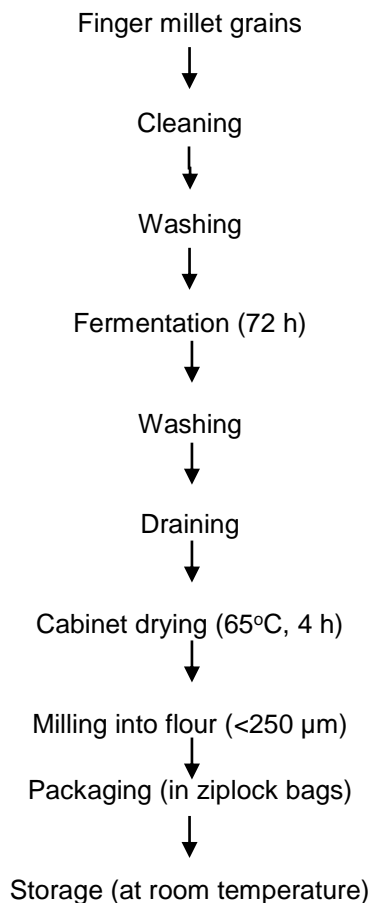 Finger millet grains
Cleaning
Washing
Fermentation (72 h)
Washing
Draining
Cabinet drying (65oC, 4 h)
Milling into flour (<250 µm)
Packaging (in ziplock bags)
Storage (at room temperature)